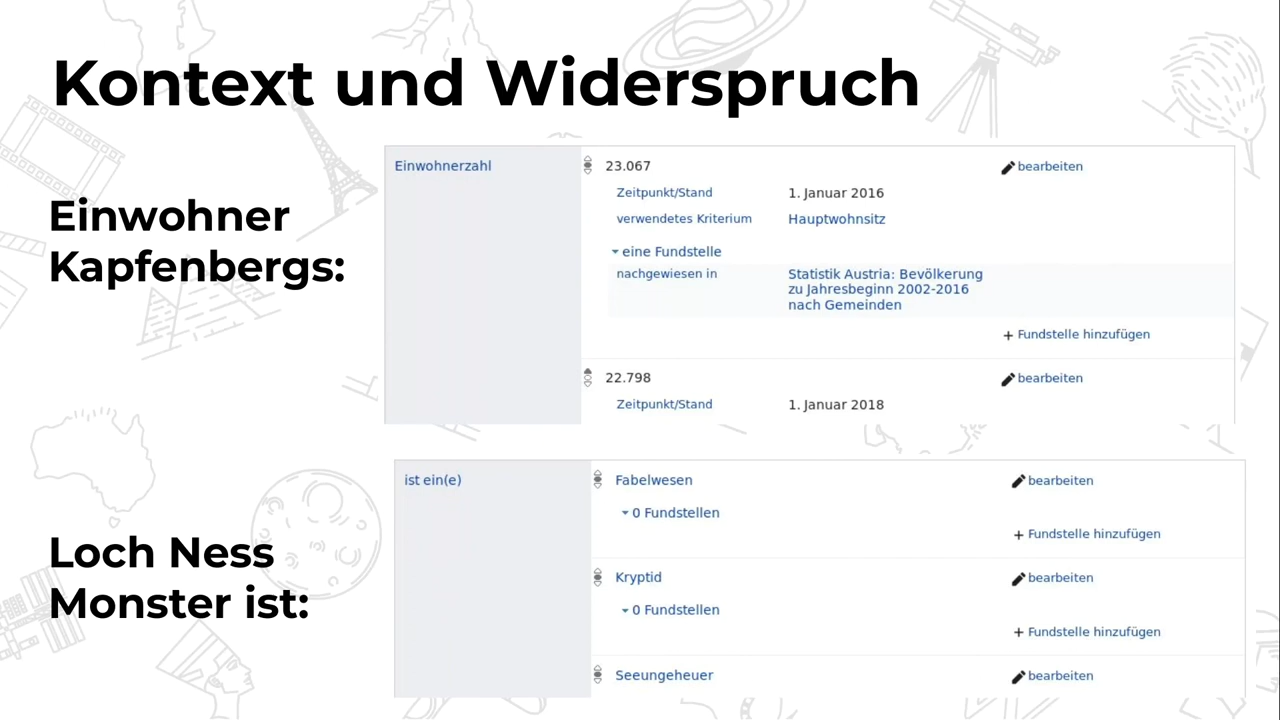 Kontext und Widerspruch
Einwohner
Kapfenbergs:
Einwohnerzahl
23.067
bearbeiten
Zeitpunkt/Stand
1. Januar 2016
verwendetes Kriterium
Hauptwohnsitz
eine Fundstelle
nachgewiesen in
Statistik Austria: Bevölkerung
zu Jahresbeginn 2002-2016
nach Gemeinden
+ Fundstelle hinzufügen
22.798
bearbeiten
Zeitpunkt/Stand
1. Januar 2018
Loch Ness
Monster ist:
ist ein(e)
Fabelwesen
bearbeiten
0 Fundstellen
+ Fundstelle hinzufügen
Kryptid
bearbeiten
0 Fundstellen
+ Fundstelle hinzufügen
Seeungeheuer
bearbeiten